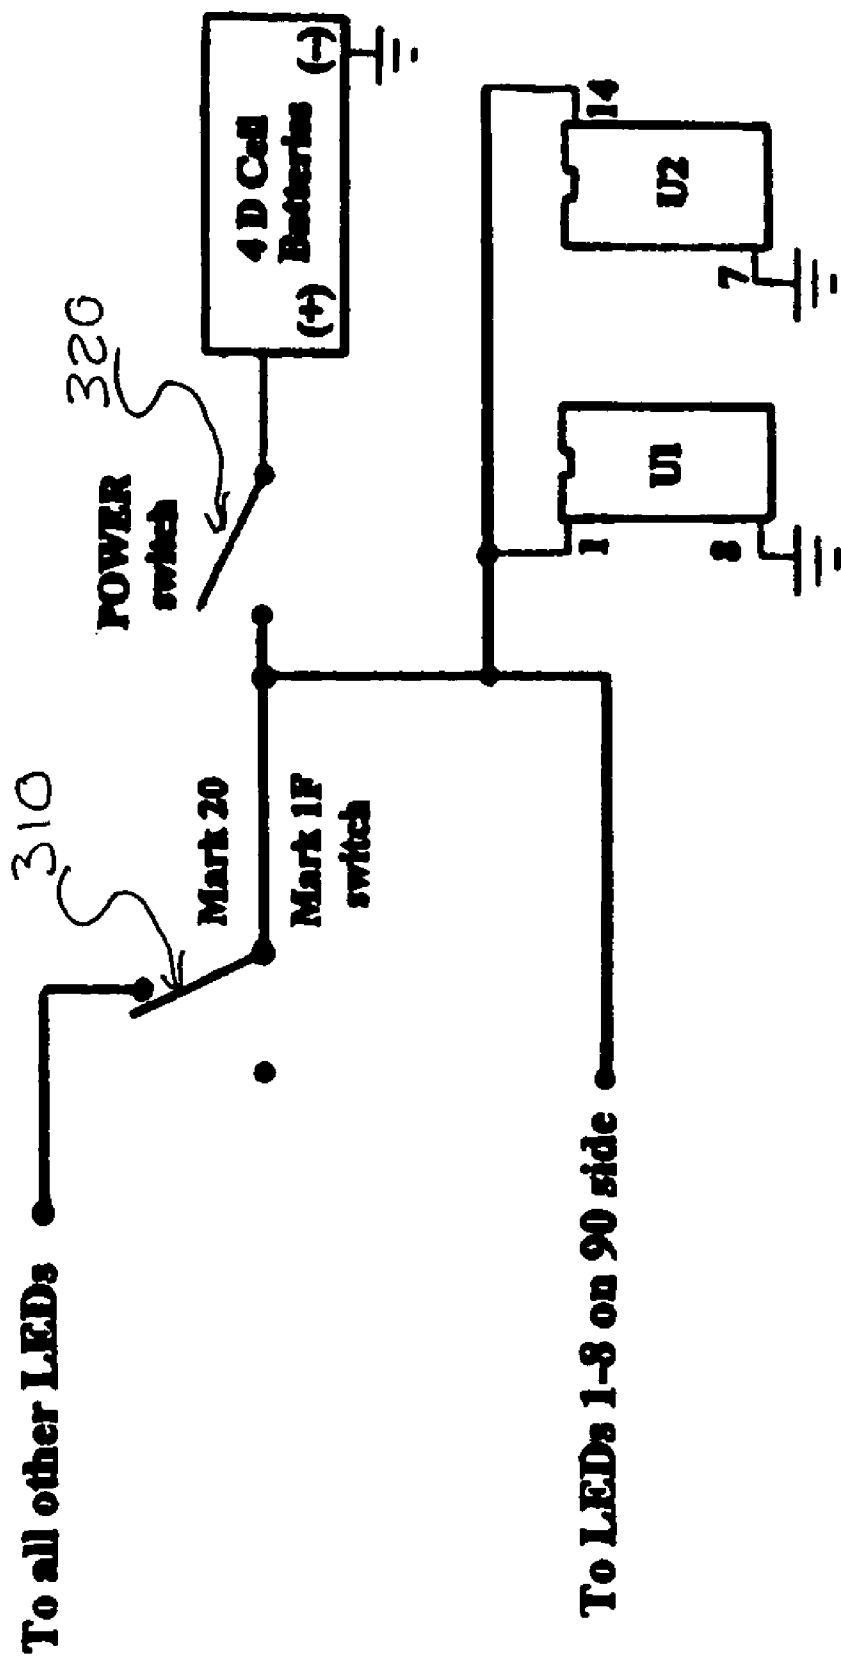 To all other LEDs
310
Mark 20
Mark 1F
switch
POWER
switch
320
4 D Cell
Batteries
(+)
(-)
To LEDs 1-8 on 90 side
1
8
U1
7
14
U2